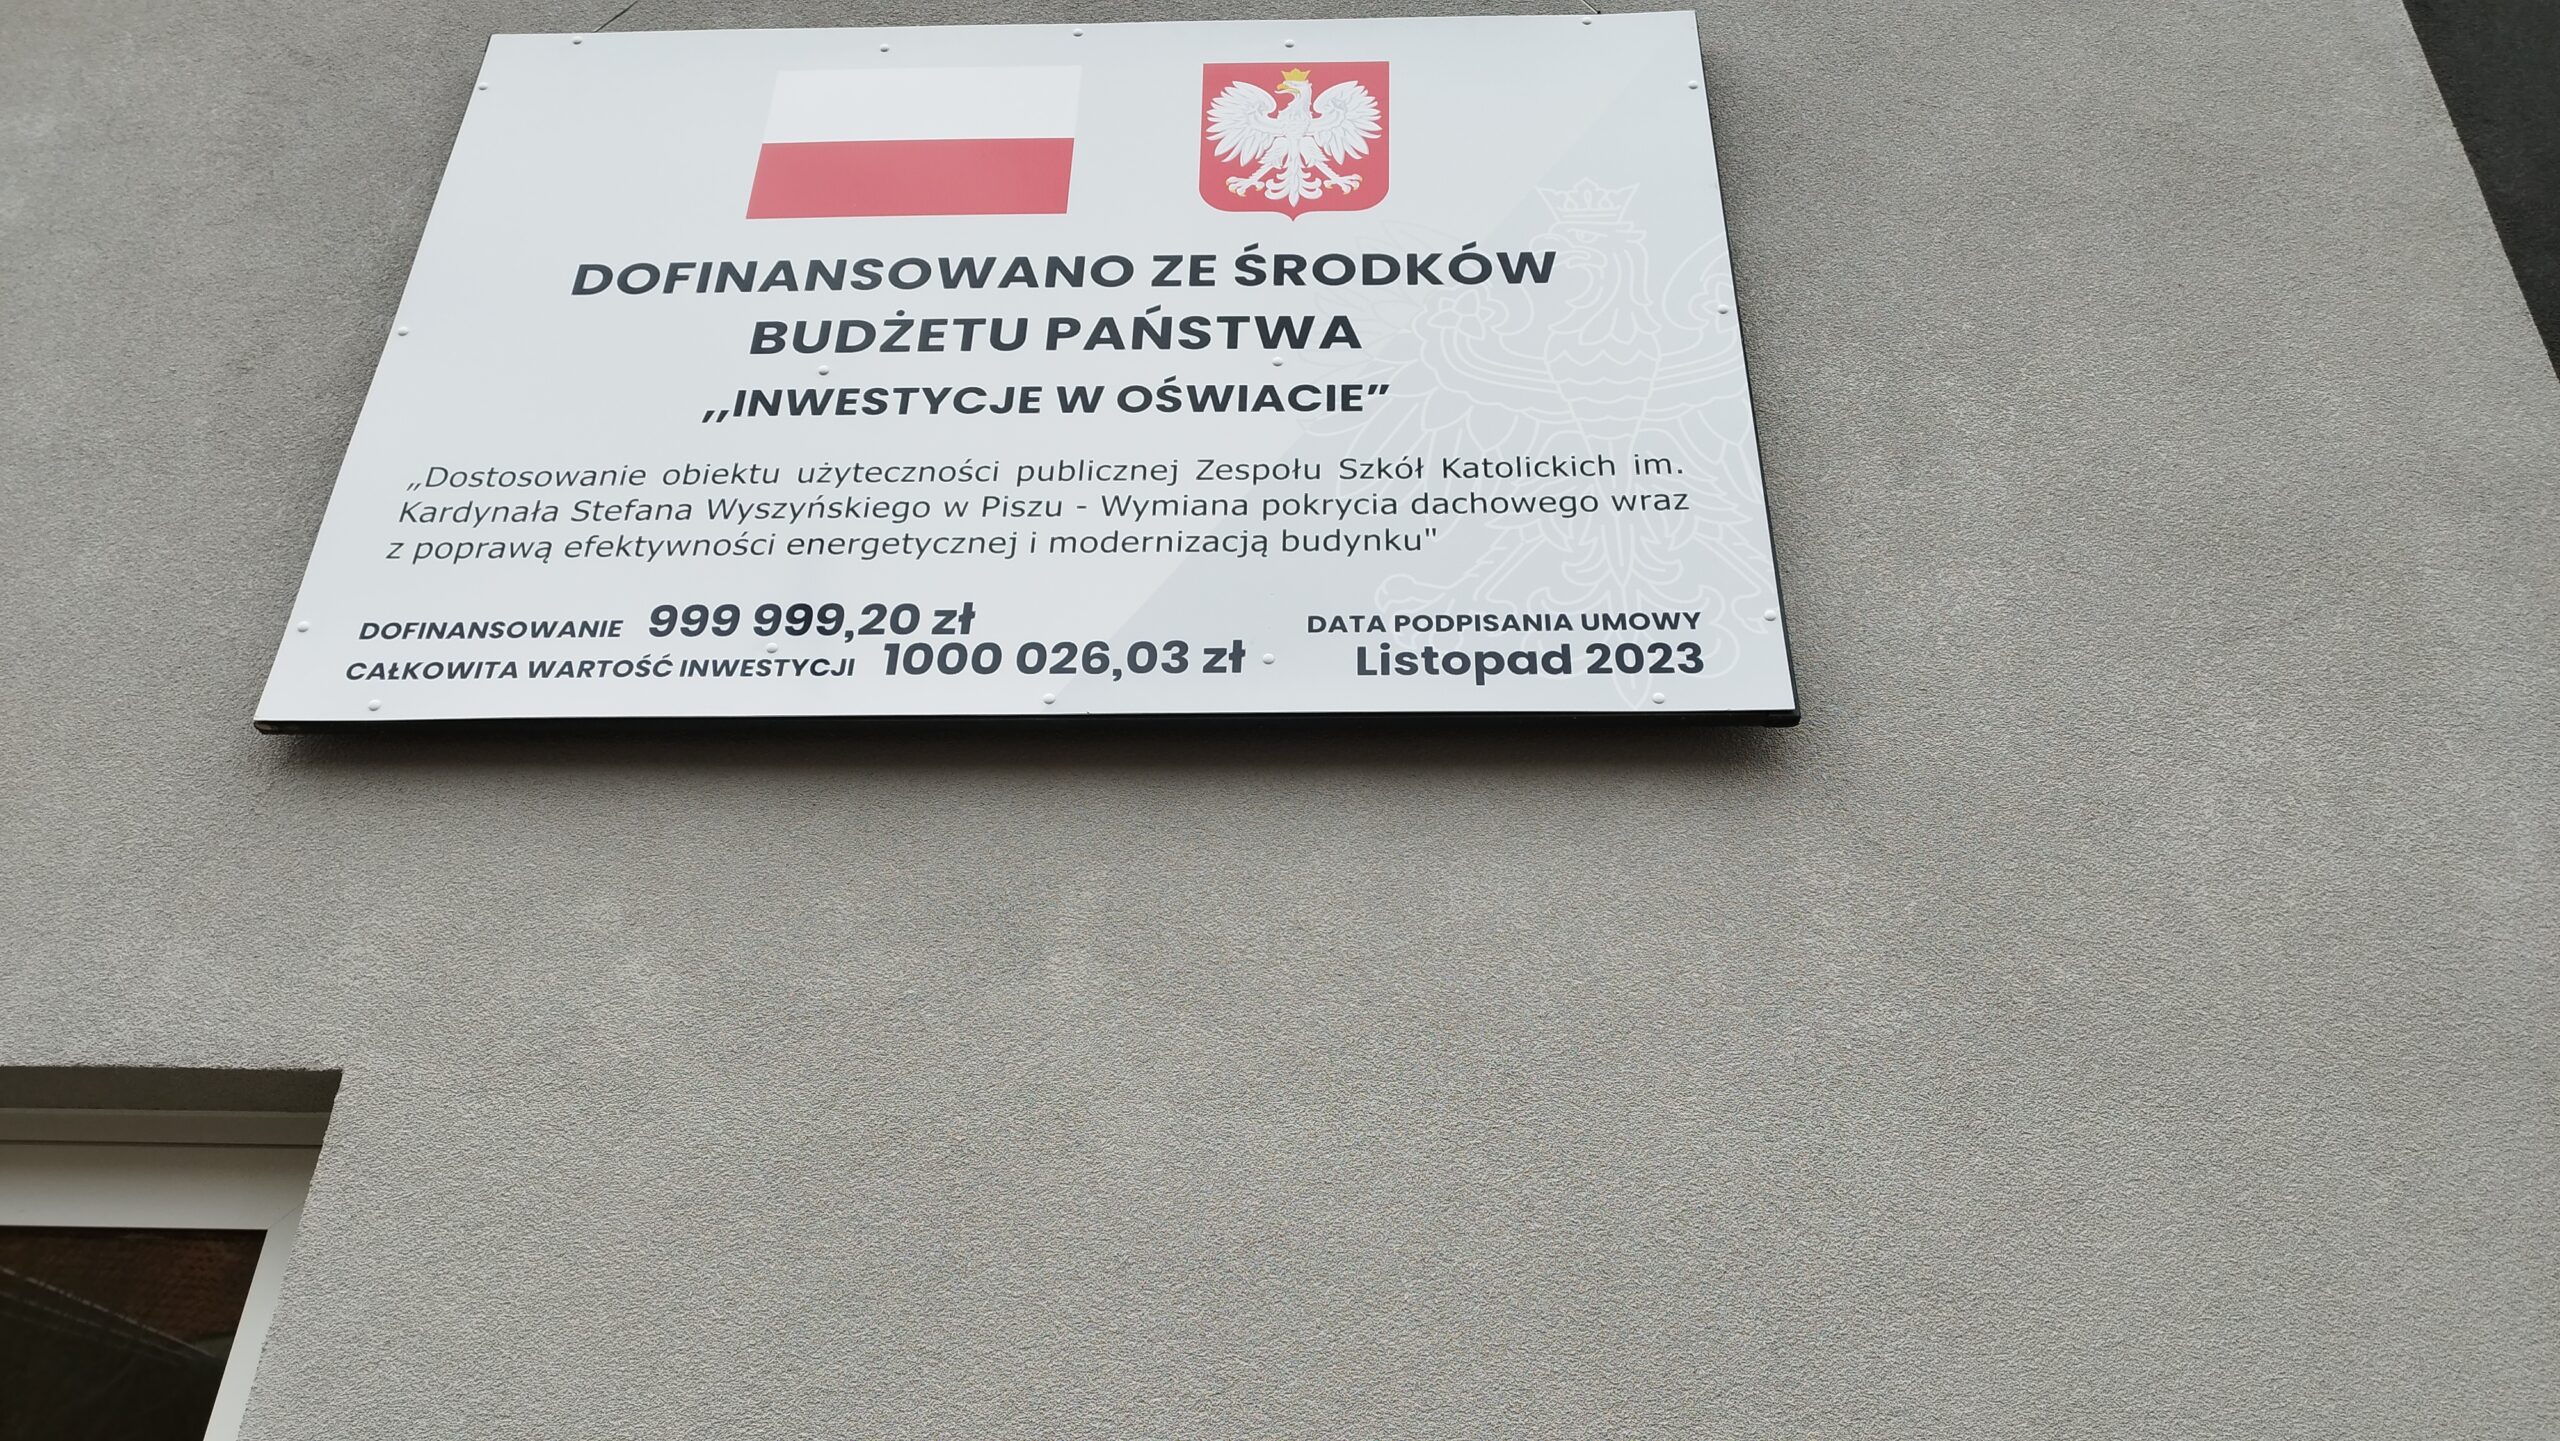 DOFINANSOWANO ZE ŚRODKÓW
BUDŻETU PAŃSTWA
,,INWESTYCJE W OŚWIACIE”
„Dostosowanie obiektu użyteczności publicznej Zespołu Szkół Katolickich im.
Kardynała Stefana Wyszyńskiego w Piszu - Wymiana pokrycia dachowego wraz
z poprawą efektywności energetycznej i modernizacją budynku"
DOFINANSOWANIE 999 999,20 zł
CAŁKOWITA WARTOŚĆ INWESTYCJI 1000 026,03 zł
DATA PODPISANIA UMOWY
Listopad 2023